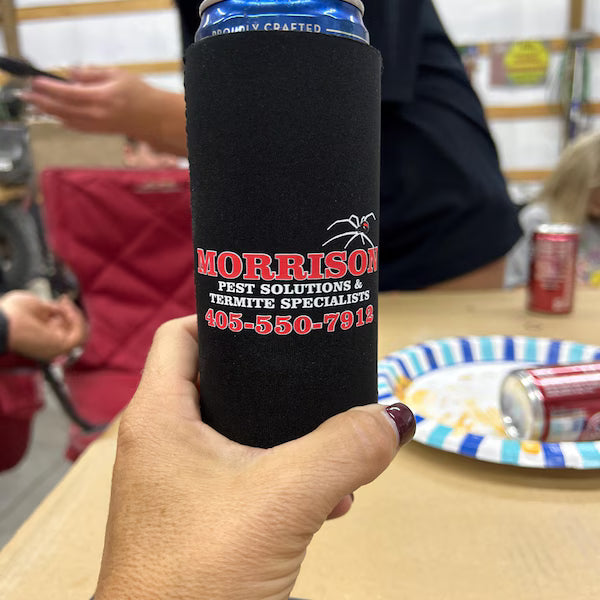 PROUDLY CRAFTED
MORRISON
PEST SOLUTIONS &
TERMITE SPECIALISTS
405-550-7912